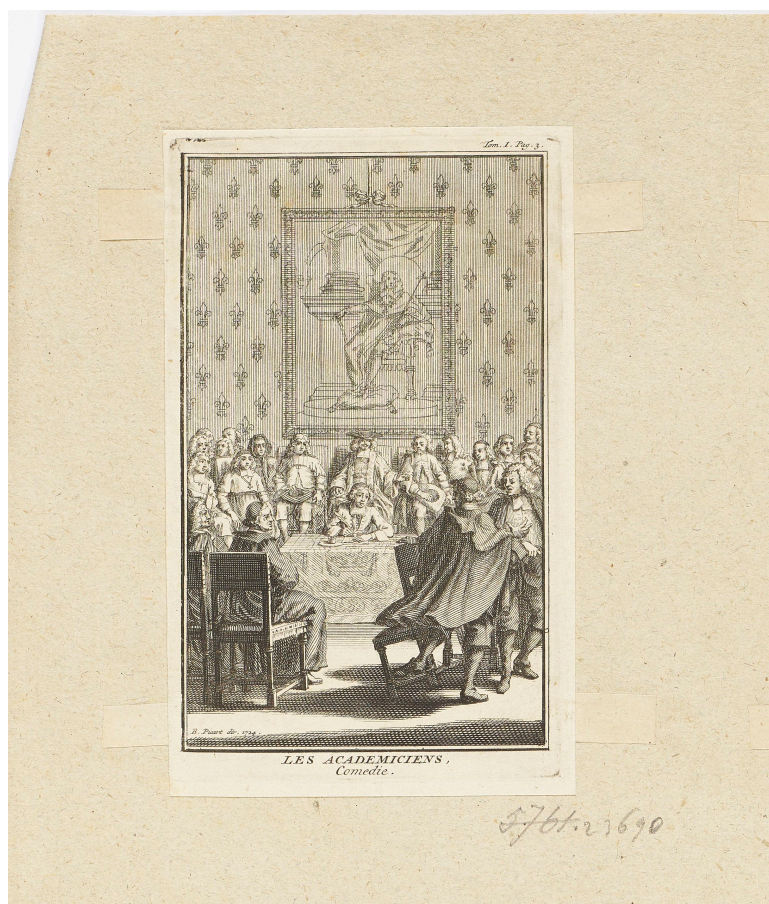 Tom. I. Pag. 3.
B. Picart dir. 1724
LES ACADEMICIENS,
Comedie.